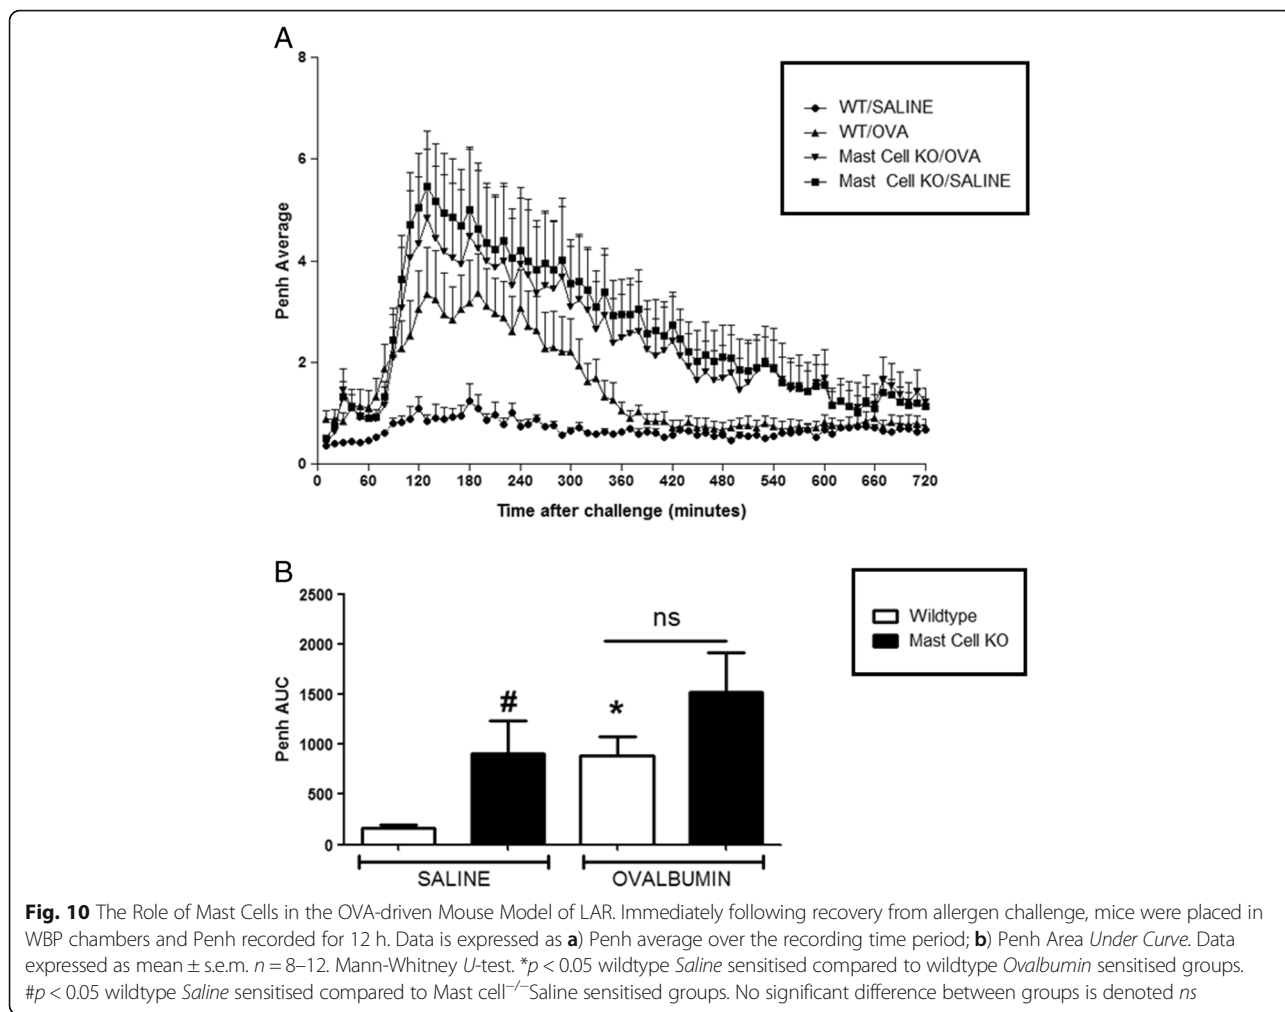 A
8
6
4
2
0
Penh Average
0 60 120 180 240 300 360 420 480 540 600 660 720
Time after challenge (minutes)
WT/SALINE
WT/OVA
Mast Cell KO/OVA
Mast Cell KO/SALINE
B
2500
2000
1500
1000
500
0
Penh AUC
#
*
ns
SALINE OVALBUMIN
Wildtype
Mast Cell KO
Fig. 10 The Role of Mast Cells in the OVA-driven Mouse Model of LAR. Immediately following recovery from allergen challenge, mice were placed in
WBP chambers and Penh recorded for 12 h. Data is expressed as a) Penh average over the recording time period; b) Penh Area Under Curve. Data
expressed as mean ± s.e.m. n = 8–12. Mann-Whitney U-test. *p < 0.05 wildtype Saline sensitised compared to wildtype Ovalbumin sensitised groups.
#p < 0.05 wildtype Saline sensitised compared to Mast cell−/−Saline sensitised groups. No significant difference between groups is denoted ns